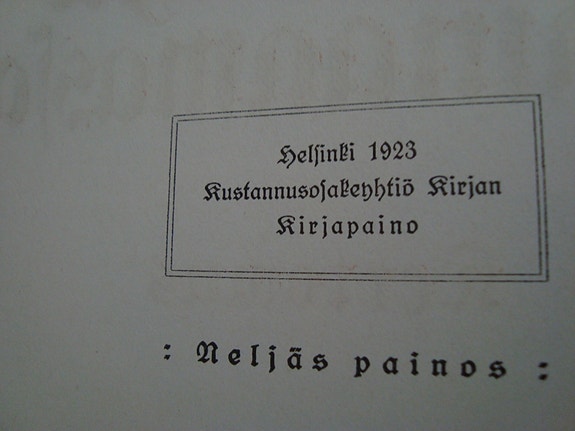 Helsinki 1923
Kustannusosakeyhtiö Kirjan
Kirjapaino
: Neljäs painos :